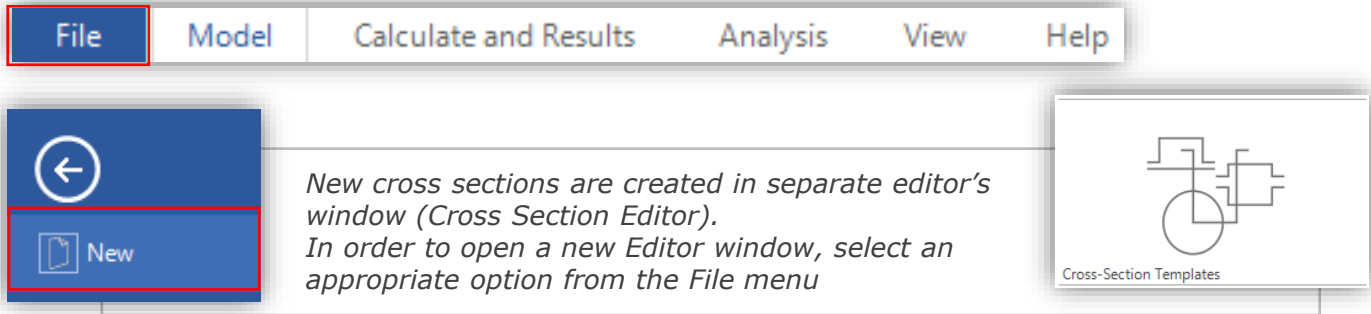 File Model Calculate and Results Analysis View Help
New cross sections are created in separate editor’s
window (Cross Section Editor).
In order to open a new Editor window, select an
appropriate option from the File menu
New
Cross-Section Templates